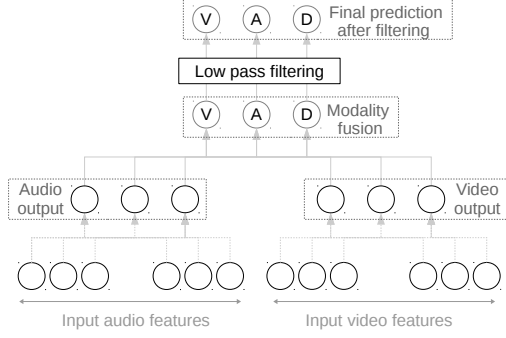 V A D Final prediction
after filtering
Low pass filtering
V A D Modality
fusion
Audio
output
Video
output
Input audio features
Input video features